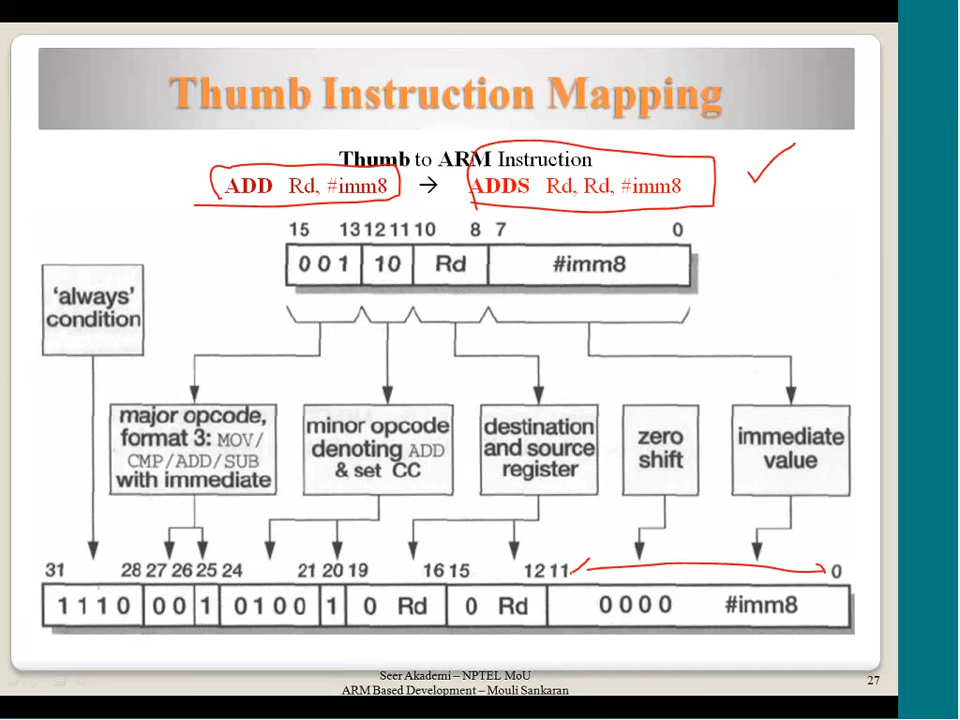 Thumb Instruction Mapping
Thumb to ARM Instruction
ADD Rd, #imm8 → ADDS Rd, Rd, #imm8
15 13 12 11 10 8 7 0
0 0 1 10 Rd #imm8
'always'
condition
major opcode,
format 3: MOV/
CMP/ADD/SUB
with immediate
minor opcode
denoting ADD
& set CC
destination
and source
register
zero
shift
immediate
value
31 28 27 26 25 24 21 20 19 16 15 12 11 0
1 1 1 0 0 0 1 0 1 0 0 1 0 Rd 0 Rd 0 0 0 0 #imm8
Seer Akademi – NPTEL MoU
ARM Based Development – Mouli Sankaran
27